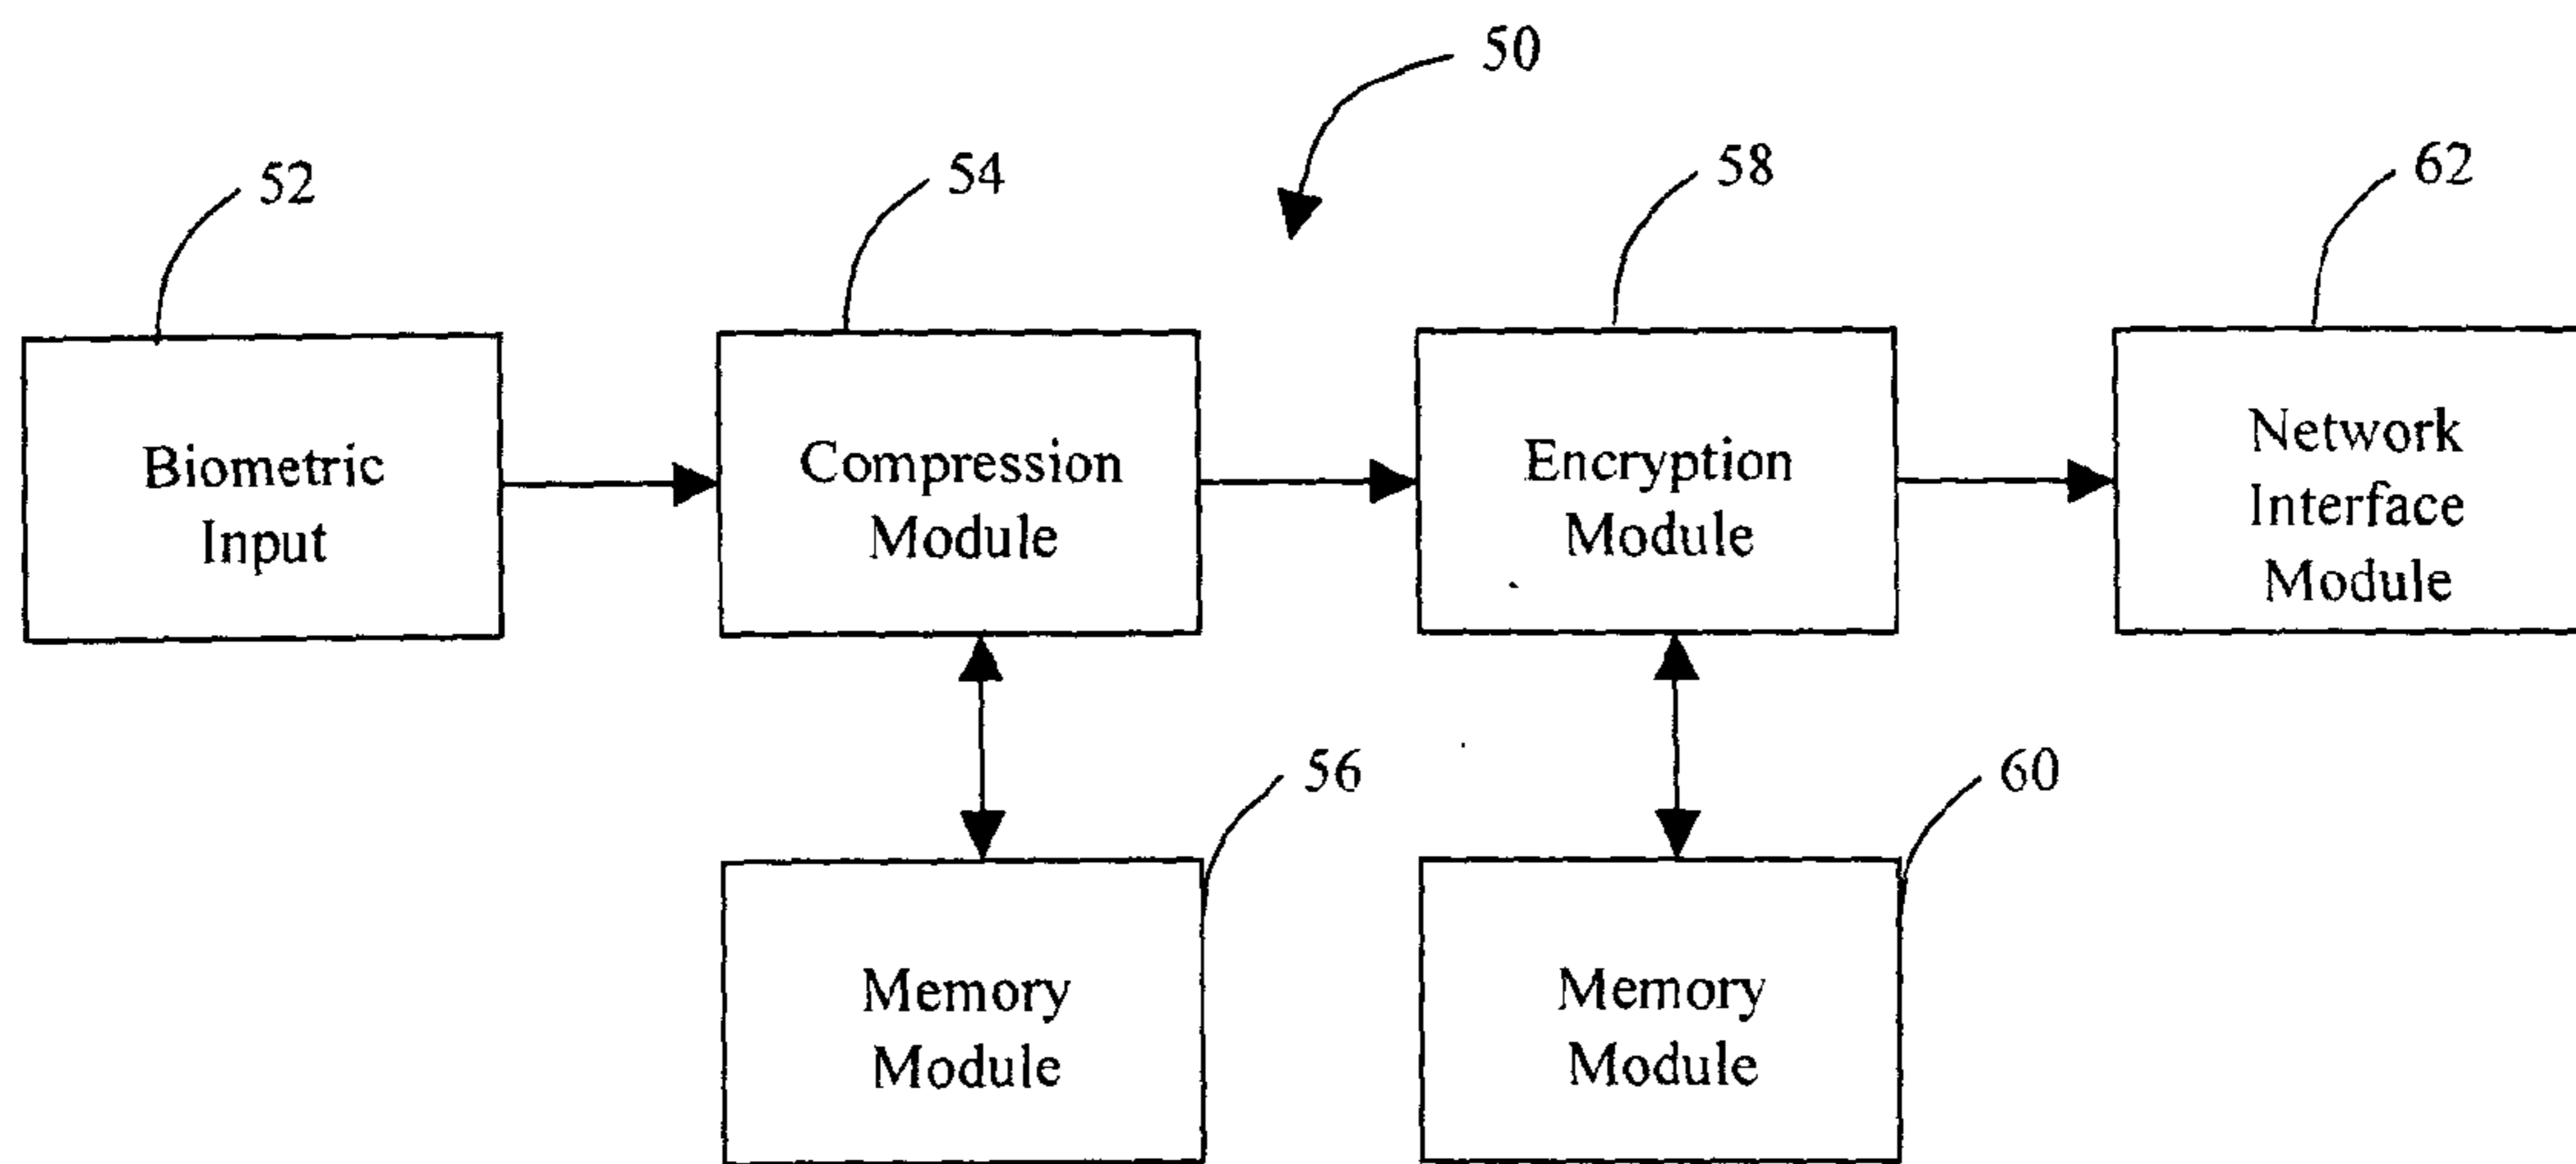 50
52
54
58
62
Biometric
Input
Compression
Module
Encryption
Module
Network
Interface
Module
56
60
Memory
Module
Memory
Module